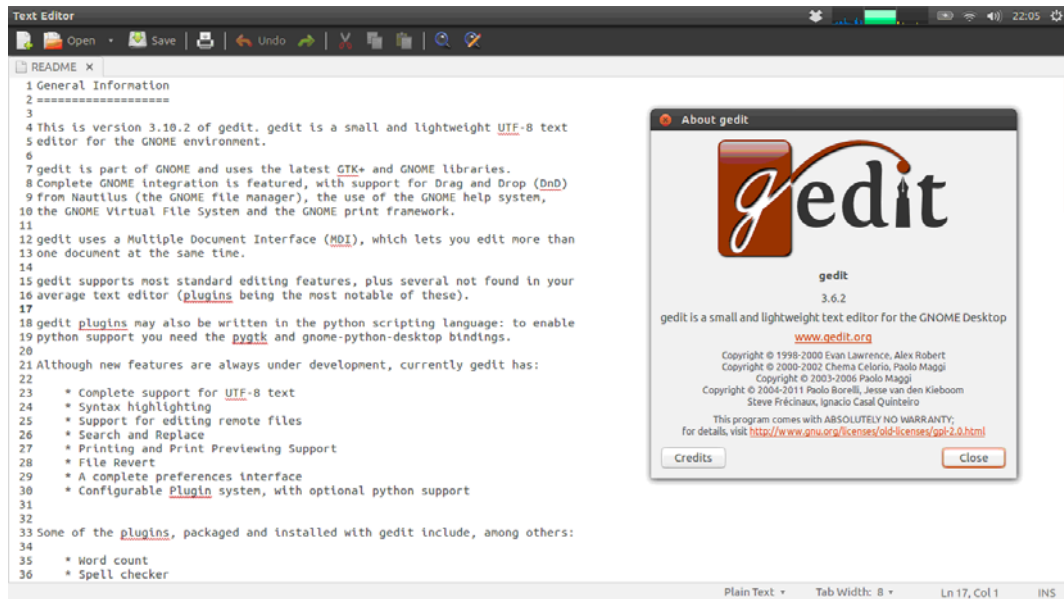 Text Editor 22:05
Open Save Undo
README ×
1 General Information
2 ===================
3
4 This is version 3.10.2 of gedit. gedit is a small and lightweight UTF-8 text
5 editor for the GNOME environment.
6
7 gedit is part of GNOME and uses the latest GTK+ and GNOME libraries.
8 Complete GNOME integration is featured, with support for Drag and Drop (DnD)
9 from Nautilus (the GNOME file manager), the use of the GNOME help system,
10 the GNOME Virtual File System and the GNOME print framework.
11
12 gedit uses a Multiple Document Interface (MDI), which lets you edit more than
13 one document at the same time.
14
15 gedit supports most standard editing features, plus several not found in your
16 average text editor (plugins being the most notable of these).
17
18 gedit plugins may also be written in the python scripting language: to enable
19 python support you need the pygtk and gnome-python-desktop bindings.
20
21 Although new features are always under development, currently gedit has:
22
23 * Complete support for UTF-8 text
24 * Syntax highlighting
25 * Support for editing remote files
26 * Search and Replace
27 * Printing and Print Previewing Support
28 * File Revert
29 * A complete preferences interface
30 * Configurable Plugin system, with optional python support
31
32
33 Some of the plugins, packaged and installed with gedit include, among others:
34
35 * Word count
36 * Spell checker
About gedit
gedit
gedit
3.6.2
gedit is a small and lightweight text editor for the GNOME Desktop
www.gedit.org
Copyright © 1998-2000 Evan Lawrence, Alex Robert
Copyright © 2000-2002 Chema Celorio, Paolo Maggi
Copyright © 2003-2006 Paolo Maggi
Copyright © 2004-2011 Paolo Borelli, Jesse van den Kieboom
Steve Frécinaux, Ignacio Casal Quinteiro
This program comes with ABSOLUTELY NO WARRANTY;
for details, visit http://www.gnu.org/licenses/old-licenses/gpl-2.0.html
Credits Close
Plain Text Tab Width: 8 Ln 17, Col 1 INS